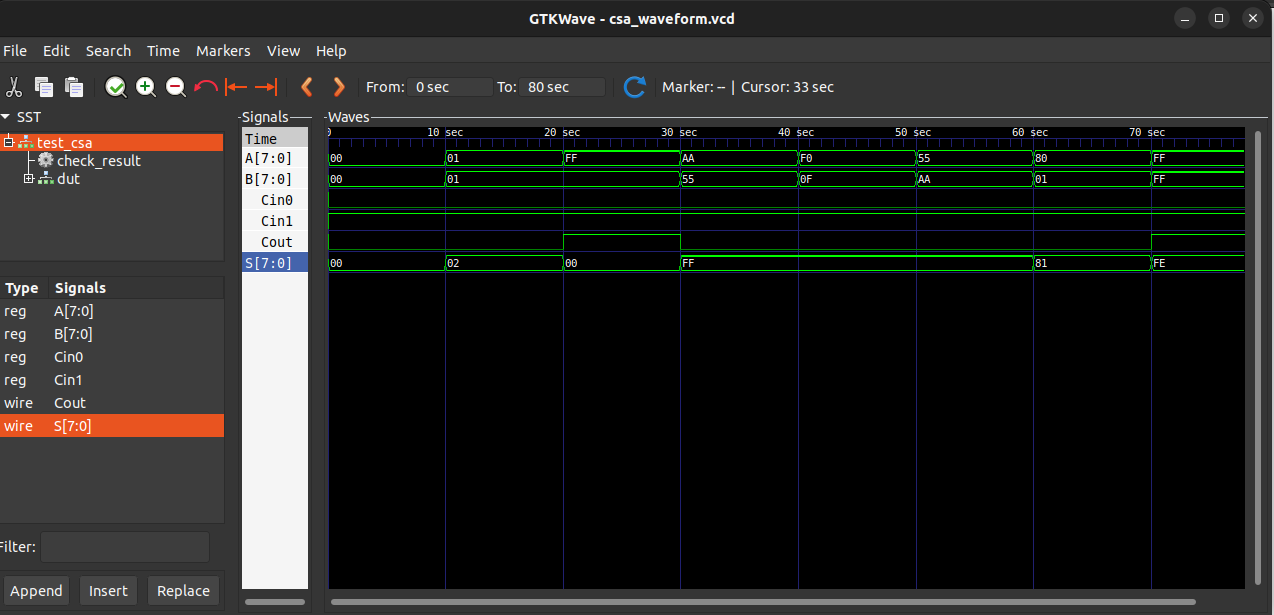 GTKWave - csa_waveform.vcd
File Edit Search Time Markers View Help
From: 0 sec To: 80 sec Marker: -- | Cursor: 33 sec
SST
test_csa
check_result
dut
Type Signals
reg A[7:0]
reg B[7:0]
reg Cin0
reg Cin1
wire Cout
wire S[7:0]
Filter:
Append Insert Replace
Signals
Time
A[7:0]
B[7:0]
Cin0
Cin1
Cout
S[7:0]
Waves
0 10 sec 20 sec 30 sec 40 sec 50 sec 60 sec 70 sec
00 01 FF AA F0 55 80 FF
00 01 55 0F AA 01 FF
00 02 00 FF 81 FE